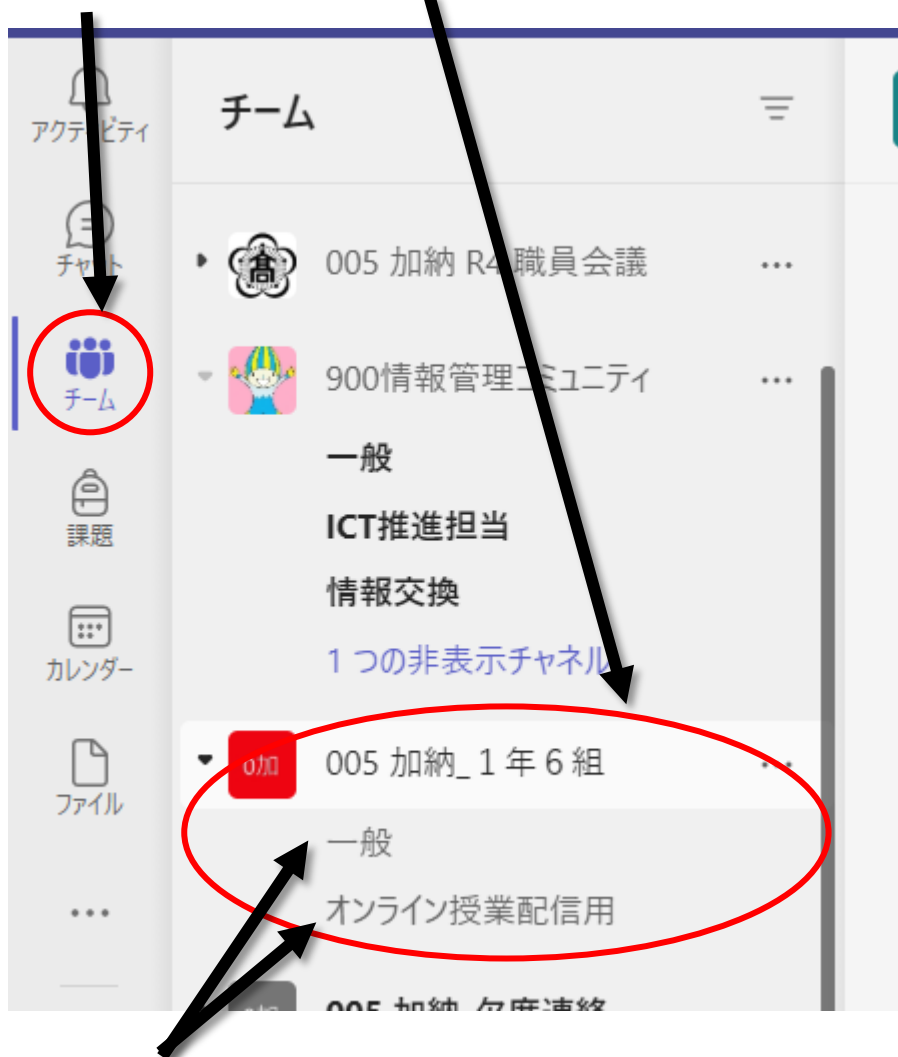 アクティビティ
チャット
チーム
課題
カレンダー
ファイル
…
チーム
高
005 加納 R4 職員会議
…
900情報管理コミュニティ
…
一般
ICT推進担当
情報交換
1 つの非表示チャネル
0加
005 加納_１年６組
…
一般
オンライン授業配信用
005 加納